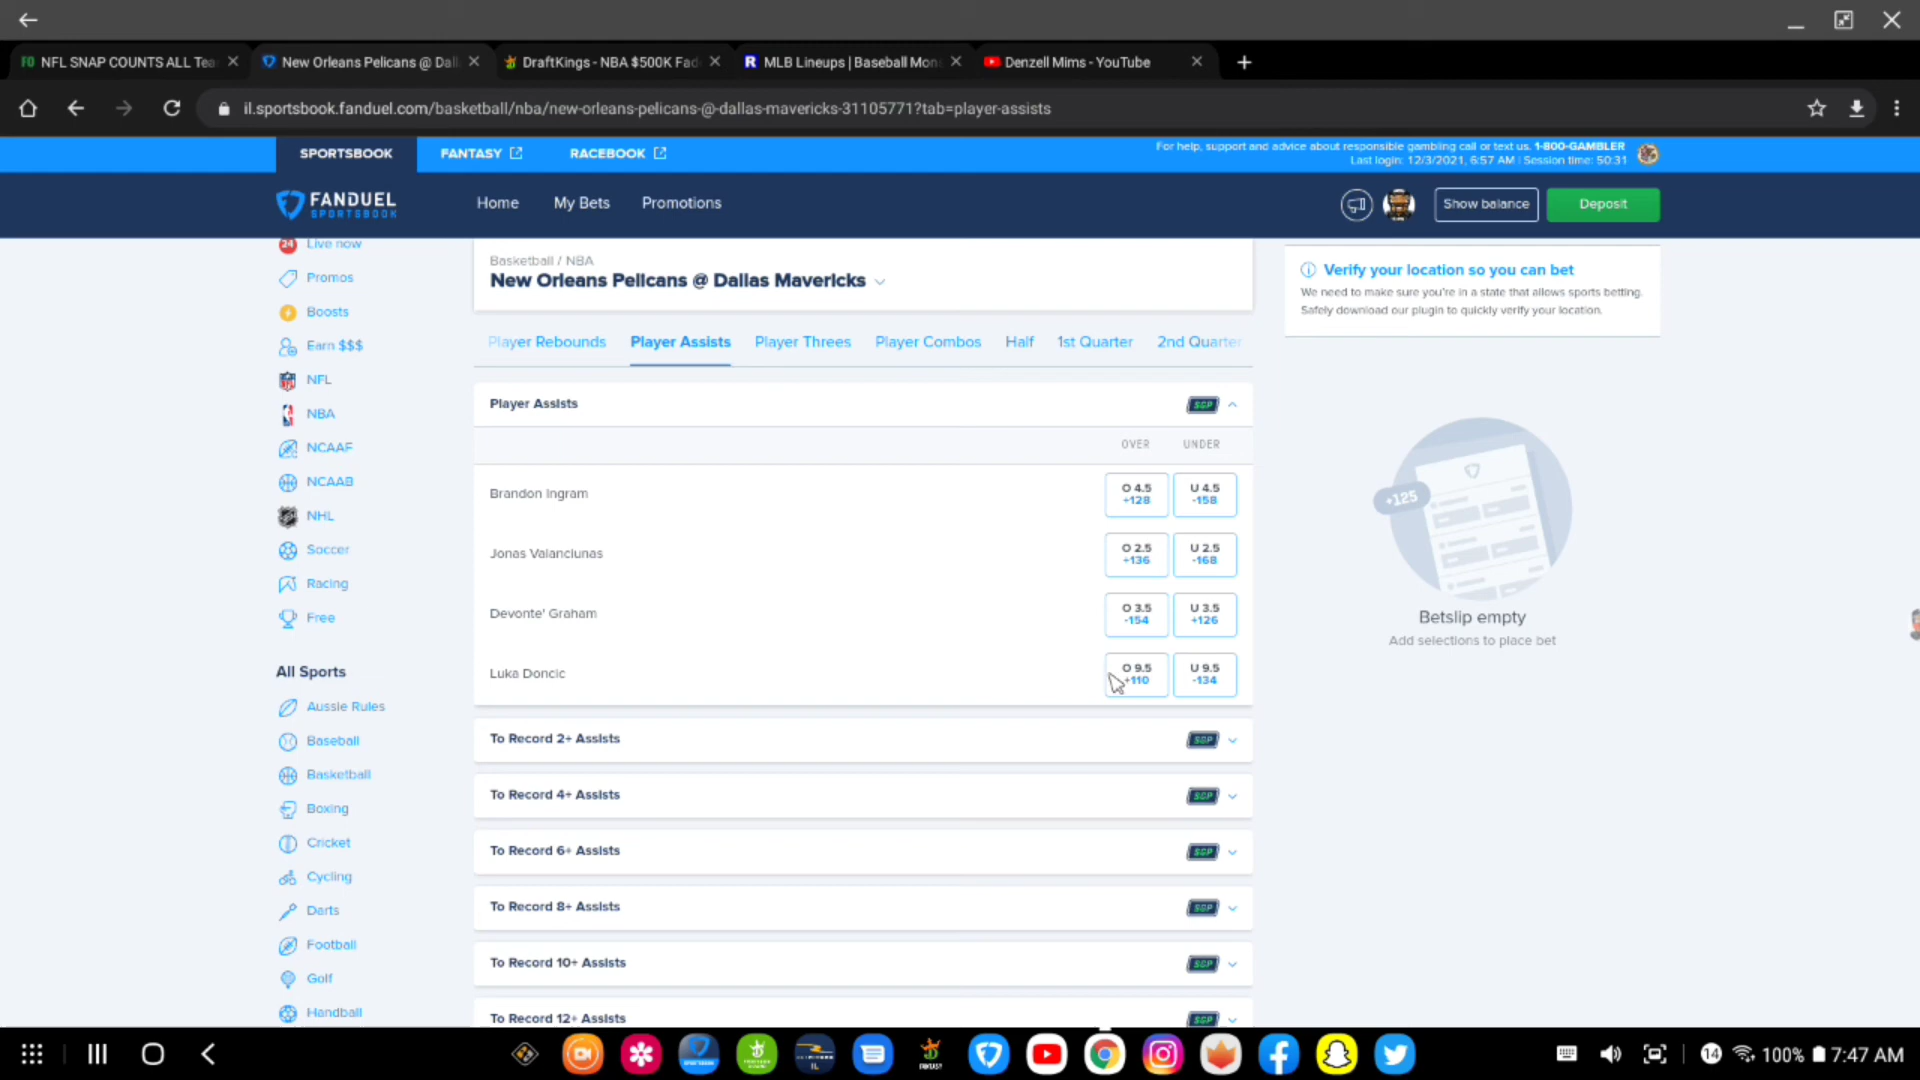 NFL SNAP COUNTS ALL Tea
New Orleans Pelicans @ Dall
DraftKings - NBA $500K Fad
MLB Lineups | Baseball Mon
Denzell Mims - YouTube
il.sportsbook.fanduel.com/basketball/nba/new-orleans-pelicans-@-dallas-mavericks-31105771?tab=player-assists
SPORTSBOOK
FANTASY
RACEBOOK
For help, support and advice about responsible gambling call or text us. 1-800-GAMBLER
Last login: 12/3/2021, 6:57 AM | Session time: 50:31
FANDUEL
SPORTSBOOK
Home
My Bets
Promotions
Show balance
Deposit
24
Live now
Promos
Boosts
Earn $$$
NFL
NBA
NCAAF
NCAAB
NHL
Soccer
Racing
Free
All Sports
Aussie Rules
Baseball
Basketball
Boxing
Cricket
Cycling
Darts
Football
Golf
Handball
Basketball / NBA
New Orleans Pelicans @ Dallas Mavericks
Player Rebounds
Player Assists
Player Threes
Player Combos
Half
1st Quarter
2nd Quarter
Player Assists
SGP
OVER
UNDER
Brandon Ingram
O 4.5
+128
U 4.5
-158
Jonas Valanciunas
O 2.5
+136
U 2.5
-168
Devonte' Graham
O 3.5
-154
U 3.5
+126
Luka Doncic
O 9.5
+110
U 9.5
-134
To Record 2+ Assists
SGP
To Record 4+ Assists
SGP
To Record 6+ Assists
SGP
To Record 8+ Assists
SGP
To Record 10+ Assists
SGP
To Record 12+ Assists
SGP
Verify your location so you can bet
We need to make sure you're in a state that allows sports betting.
Safely download our plugin to quickly verify your location.
+125
Betslip empty
Add selections to place bet
14
100%
7:47 AM